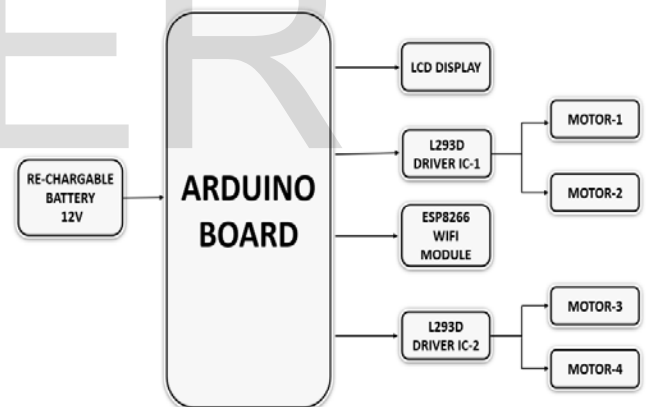 LCD DISPLAY
MOTOR-1
L293D
DRIVER IC-1
MOTOR-2
RE-CHARGABLE
BATTERY
12V
ARDUINO
BOARD
ESP8266
WIFI
MODULE
MOTOR-3
L293D
DRIVER IC-2
MOTOR-4
ER